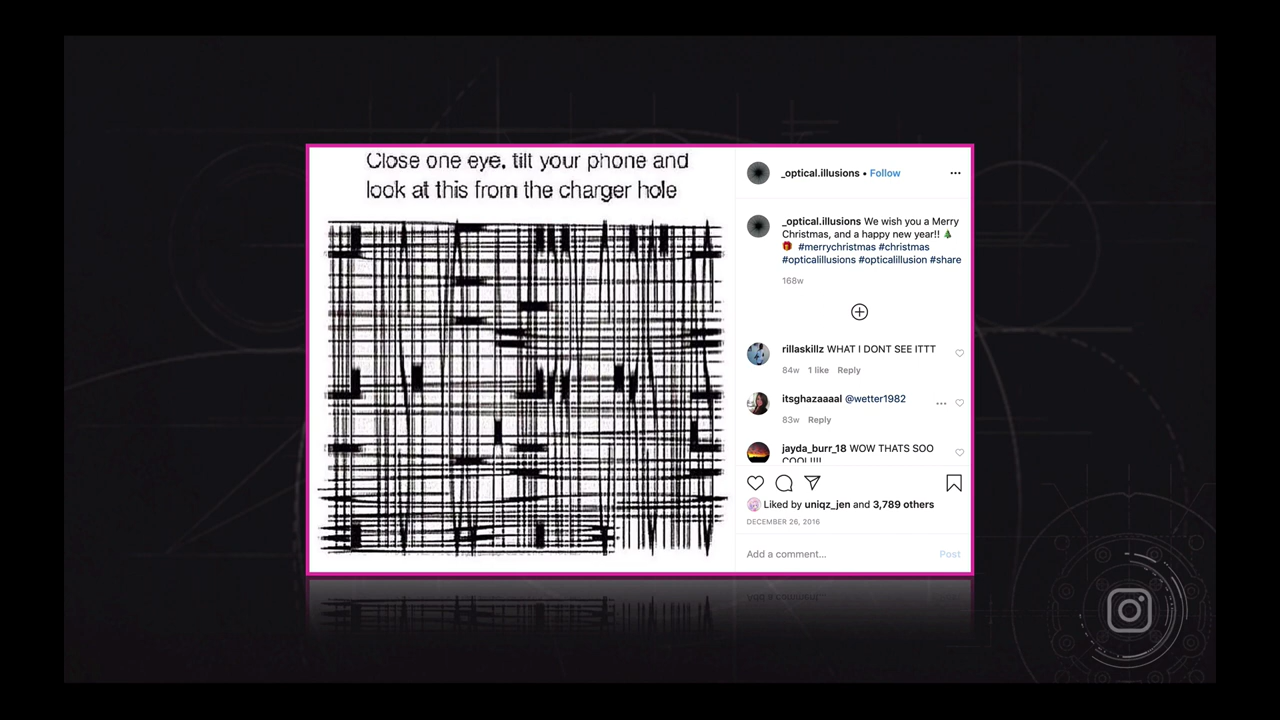 Close one eye, tilt your phone and
look at this from the charger hole
_optical.illusions • Follow
_optical.illusions We wish you a Merry
Christmas, and a happy new year!! 🎄
🎁 #merrychristmas #christmas
#opticalillusions #opticalillusion #share
168w
rillaskillz WHAT I DONT SEE ITTT
84w 1 like Reply
itsghazaaaal @wetter1982
83w Reply
jayda_burr_18 WOW THATS SOO
COOL!!!!
Liked by uniqz_jen and 3,789 others
DECEMBER 26, 2016
Add a comment... Post